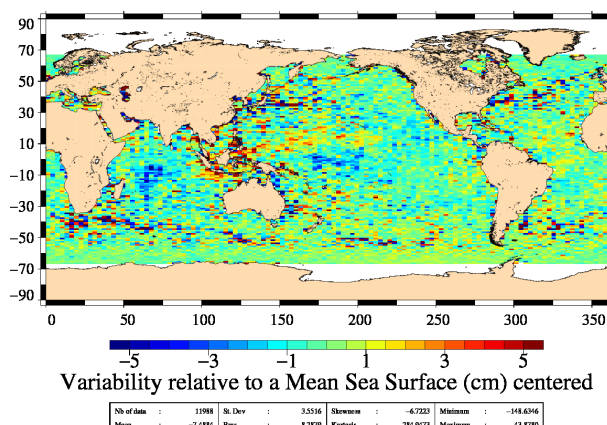 90
70
50
30
10
−10
−30
−50
−70
−90
0 50 100 150 200 250 300 350
−5 −3 −1 1 3 5
Variability relative to a Mean Sea Surface (cm) centered
Nb of data : 11988 St. Dev : 3.5516 Skewness : −6.7223 Minimum : −148.6346